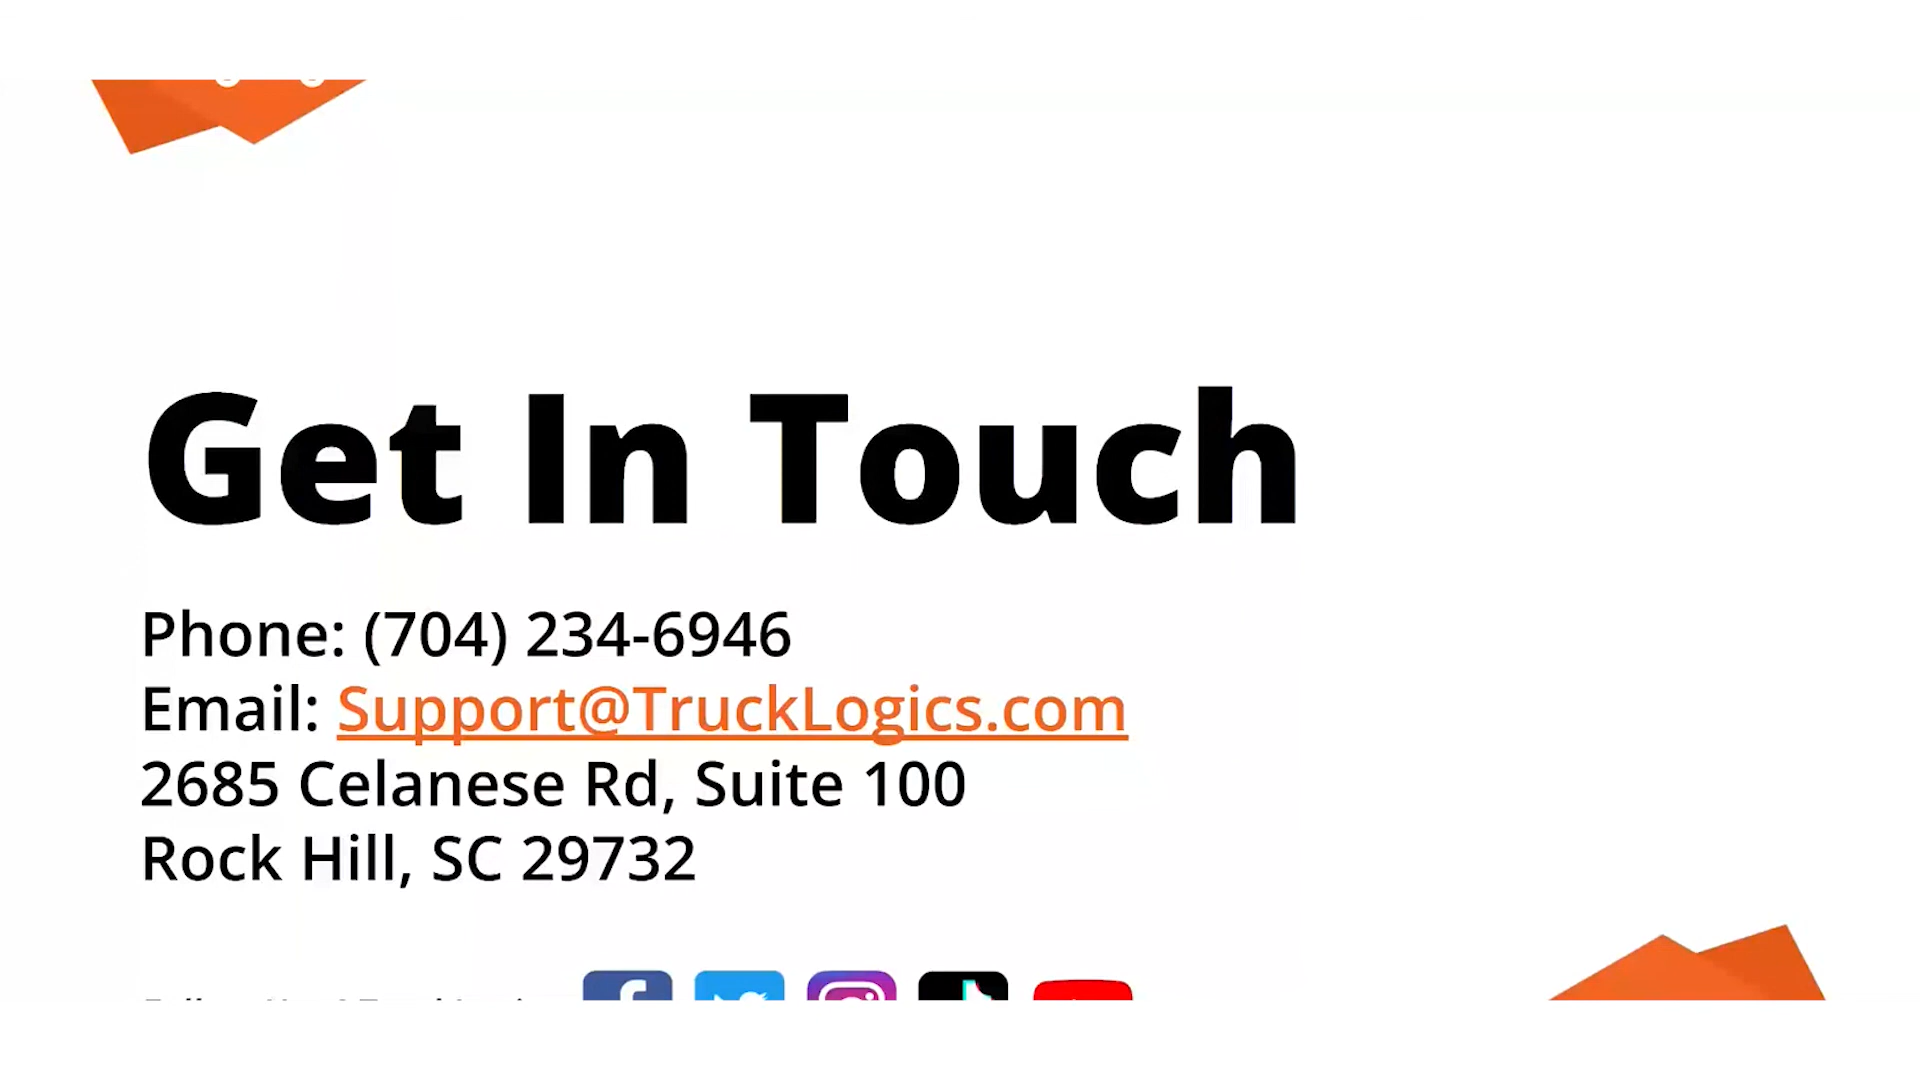 Get In Touch
Phone: (704) 234-6946
Email: Support@TruckLogics.com
2685 Celanese Rd, Suite 100
Rock Hill, SC 29732